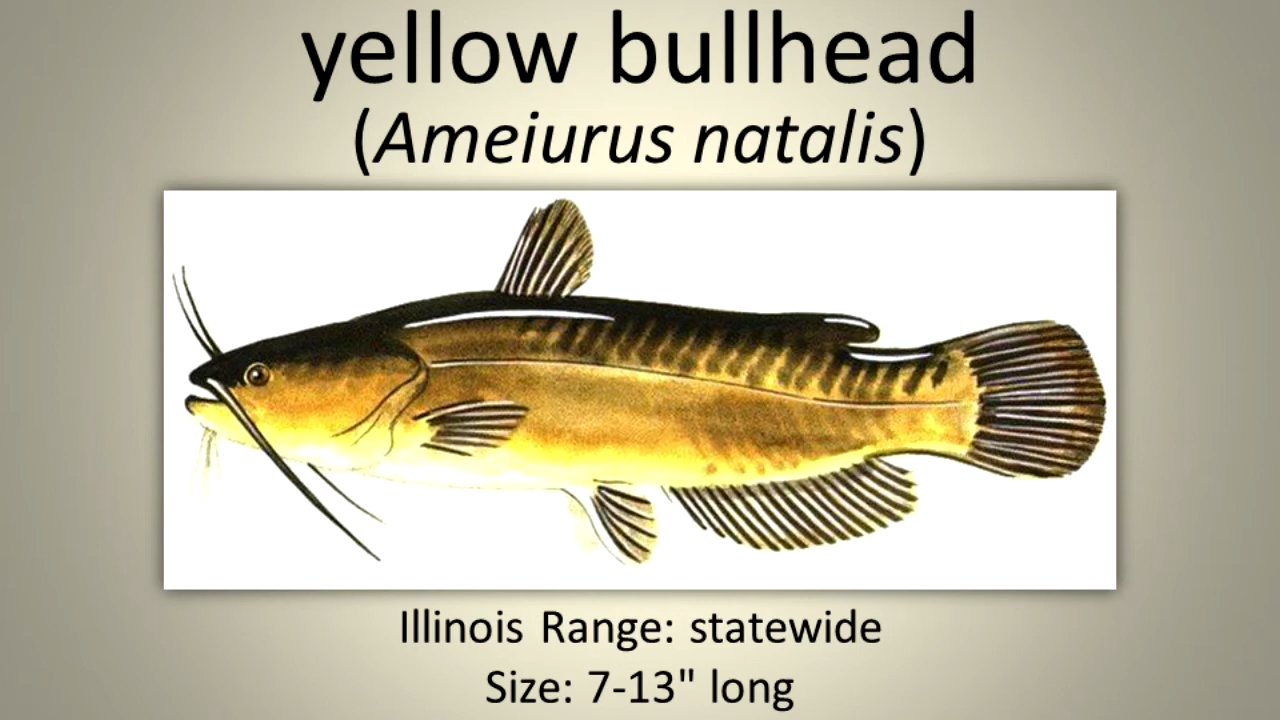 yellow bullhead
(Ameiurus natalis)
Illinois Range: statewide
Size: 7-13" long